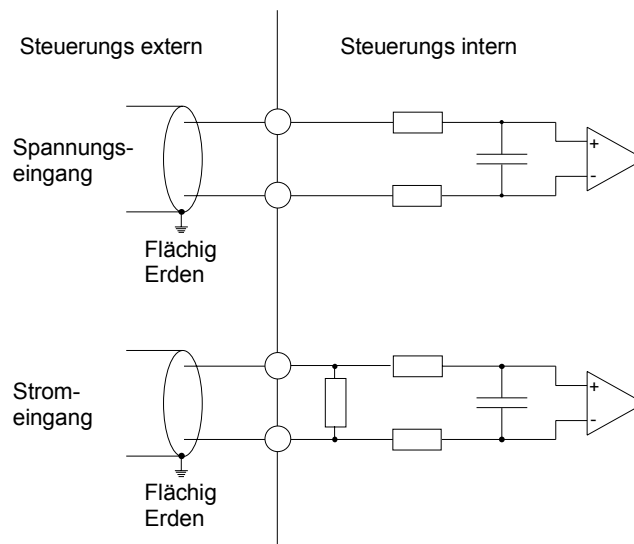 Steuerungs extern
Steuerungs intern
Spannungs-
eingang
+
-
Flächig
Erden
Strom-
eingang
+
-
Flächig
Erden